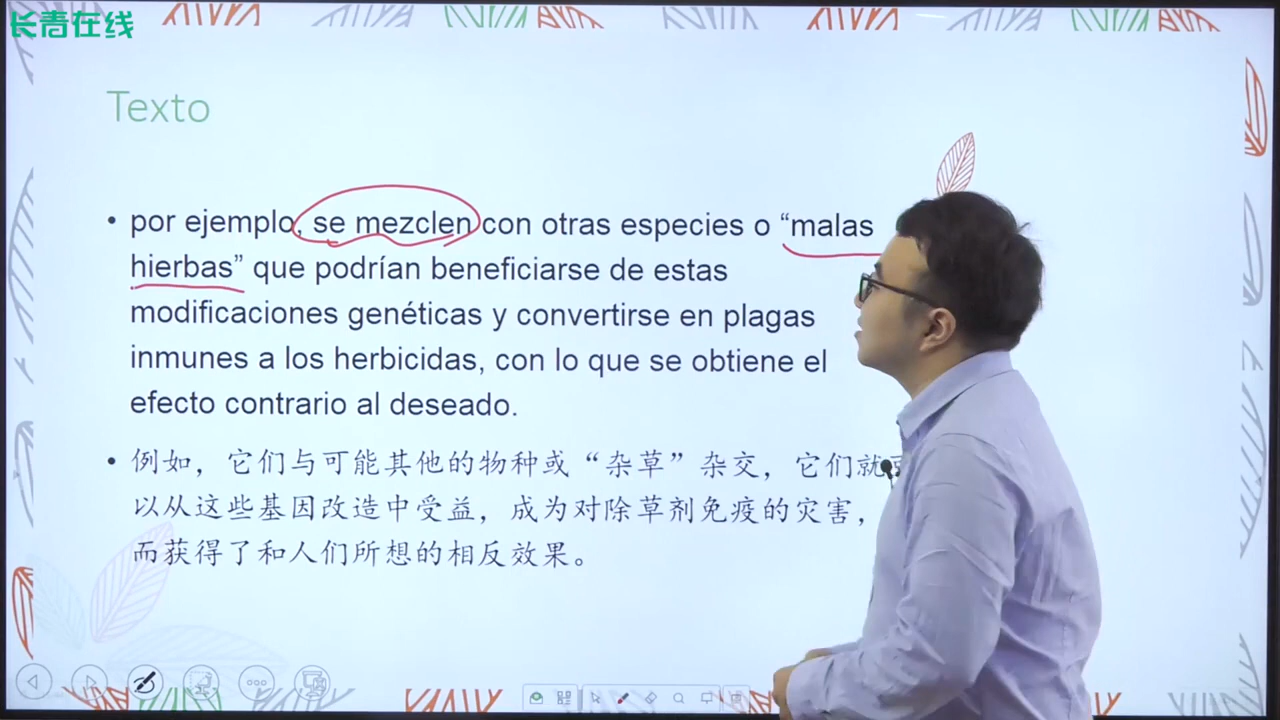 长青在线
Texto
• por ejemplo, se mezclen con otras especies o “malas
hierbas” que podrían beneficiarse de estas
modificaciones genéticas y convertirse en plagas
inmunes a los herbicidas, con lo que se obtiene el
efecto contrario al deseado.
• 例如，它们与可能其他的物种或“杂草”杂交，它们就可
以从这些基因改造中受益，成为对除草剂免疫的灾害，
而获得了和人们所想的相反效果。